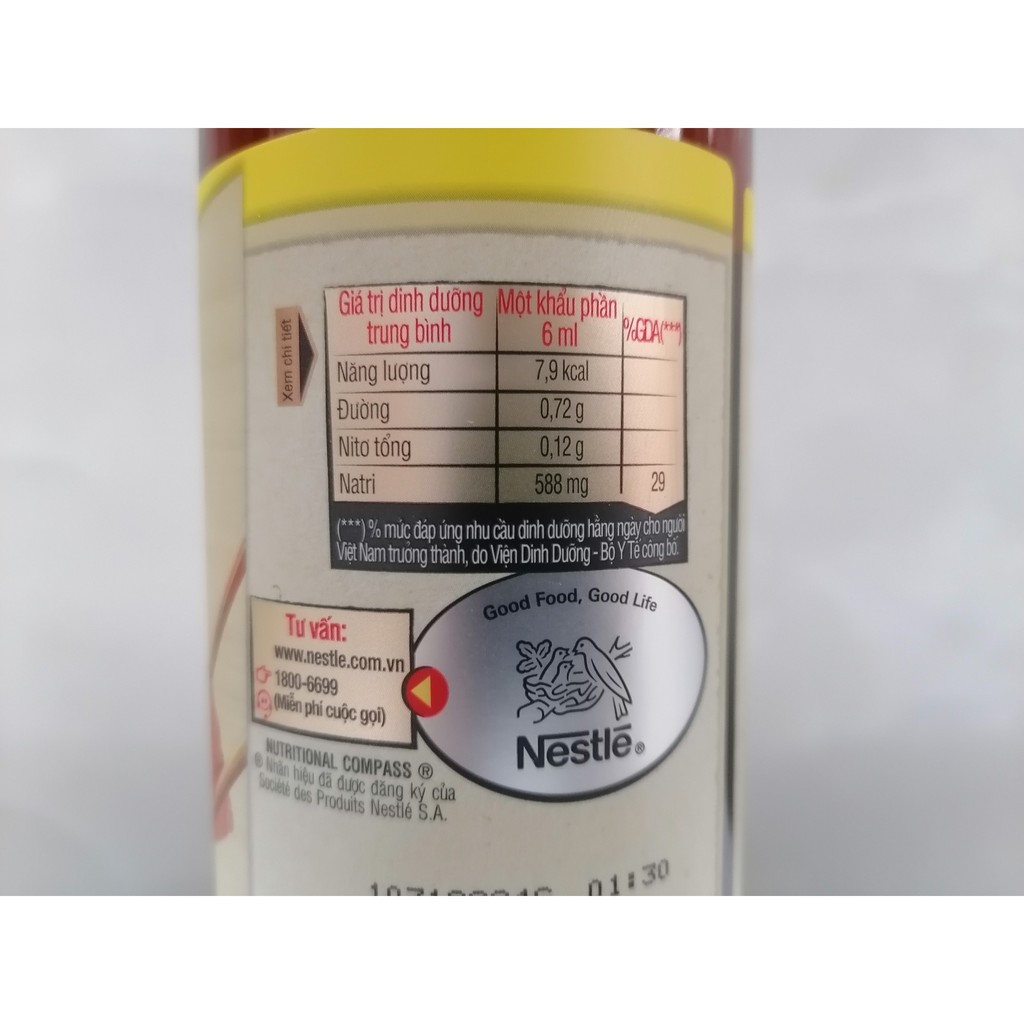 Giá trị dinh dưỡng trung bình
Một khẩu phần 6 ml
%GDA(***)
Năng lượng 7,9 kcal
Đường 0,72 g
Nitơ tổng 0,12 g
Natri 588 mg 29
(***) % mức đáp ứng nhu cầu dinh dưỡng hằng ngày cho người
Việt Nam trưởng thành, do Viện Dinh Dưỡng - Bộ Y Tế công bố.
Xem chi tiết
Good Food, Good Life
Nestlé®
Tư vấn:
www.nestle.com.vn
1800-6699
(Miễn phí cuộc gọi)
NUTRITIONAL COMPASS ®
® Nhãn hiệu đã được đăng ký của
Société des Produits Nestlé S.A.
01:30